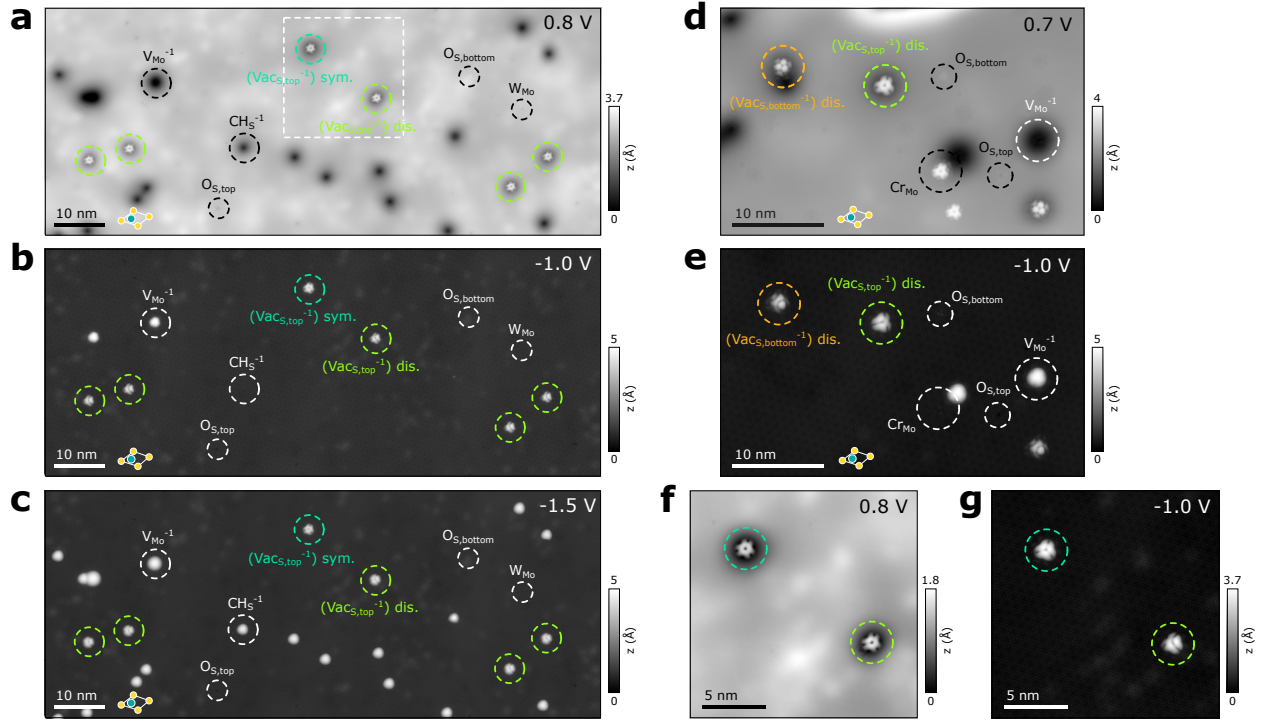 a
0.8 V
V_Mo^-1
(Vac_S,top^-1) sym.
O_S,bottom
W_Mo
CH_S^-1
(Vac_S,top^-1) dis.
O_S,top
10 nm
3.7
z (Å)
0
b
-1.0 V
V_Mo^-1
(Vac_S,top^-1) sym.
O_S,bottom
W_Mo
CH_S^-1
(Vac_S,top^-1) dis.
O_S,top
10 nm
5
z (Å)
0
c
-1.5 V
V_Mo^-1
(Vac_S,top^-1) sym.
O_S,bottom
W_Mo
CH_S^-1
(Vac_S,top^-1) dis.
O_S,top
10 nm
5
z (Å)
0
d
0.7 V
(Vac_S,top^-1) dis.
O_S,bottom
(Vac_S,bottom^-1) dis.
V_Mo^-1
O_S,top
Cr_Mo
10 nm
4
z (Å)
0
e
-1.0 V
(Vac_S,top^-1) dis.
O_S,bottom
(Vac_S,bottom^-1) dis.
V_Mo^-1
O_S,top
Cr_Mo
10 nm
5
z (Å)
0
f
0.8 V
5 nm
1.8
z (Å)
0
g
-1.0 V
5 nm
3.7
z (Å)
0